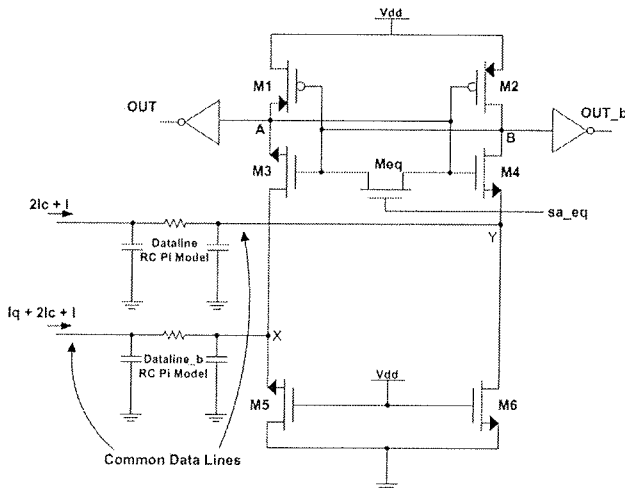 Vdd
M1
M2
OUT
OUT_b
A
B
M3
Meq
M4
2Ic + I
sa_eq
Dataline
RC Pi Model
Y
Iq + 2Ic + I
X
Dataline_b
RC Pi Model
Vdd
M5
M6
Common Data Lines